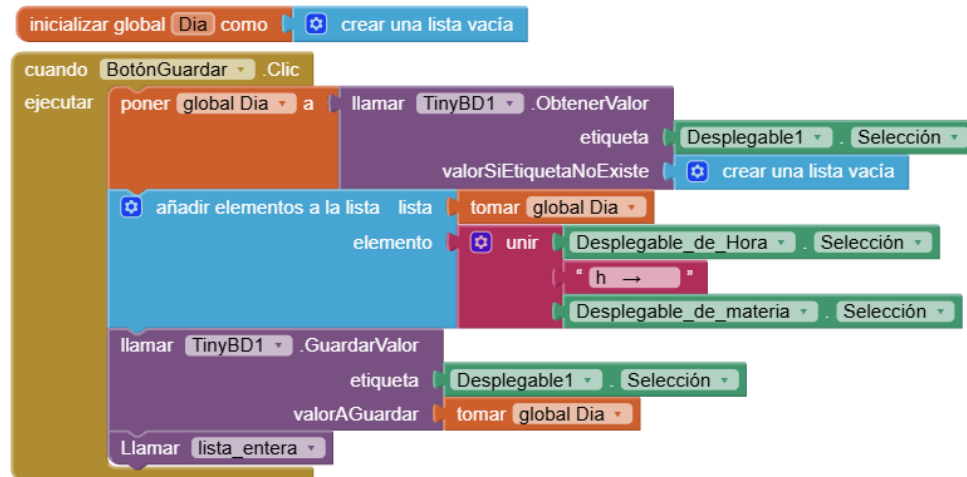 inicializar global Dia como crear una lista vacía
cuando BotónGuardar .Clic
ejecutar poner global Dia a llamar TinyBD1 .ObtenerValor
etiqueta Desplegable1 . Selección
valorSiEtiquetaNoExiste crear una lista vacía
añadir elementos a la lista lista tomar global Dia
elemento unir Desplegable_de_Hora . Selección
“ h → ”
Desplegable_de_materia . Selección
llamar TinyBD1 .GuardarValor
etiqueta Desplegable1 . Selección
valorAGuardar tomar global Dia
Llamar lista_entera